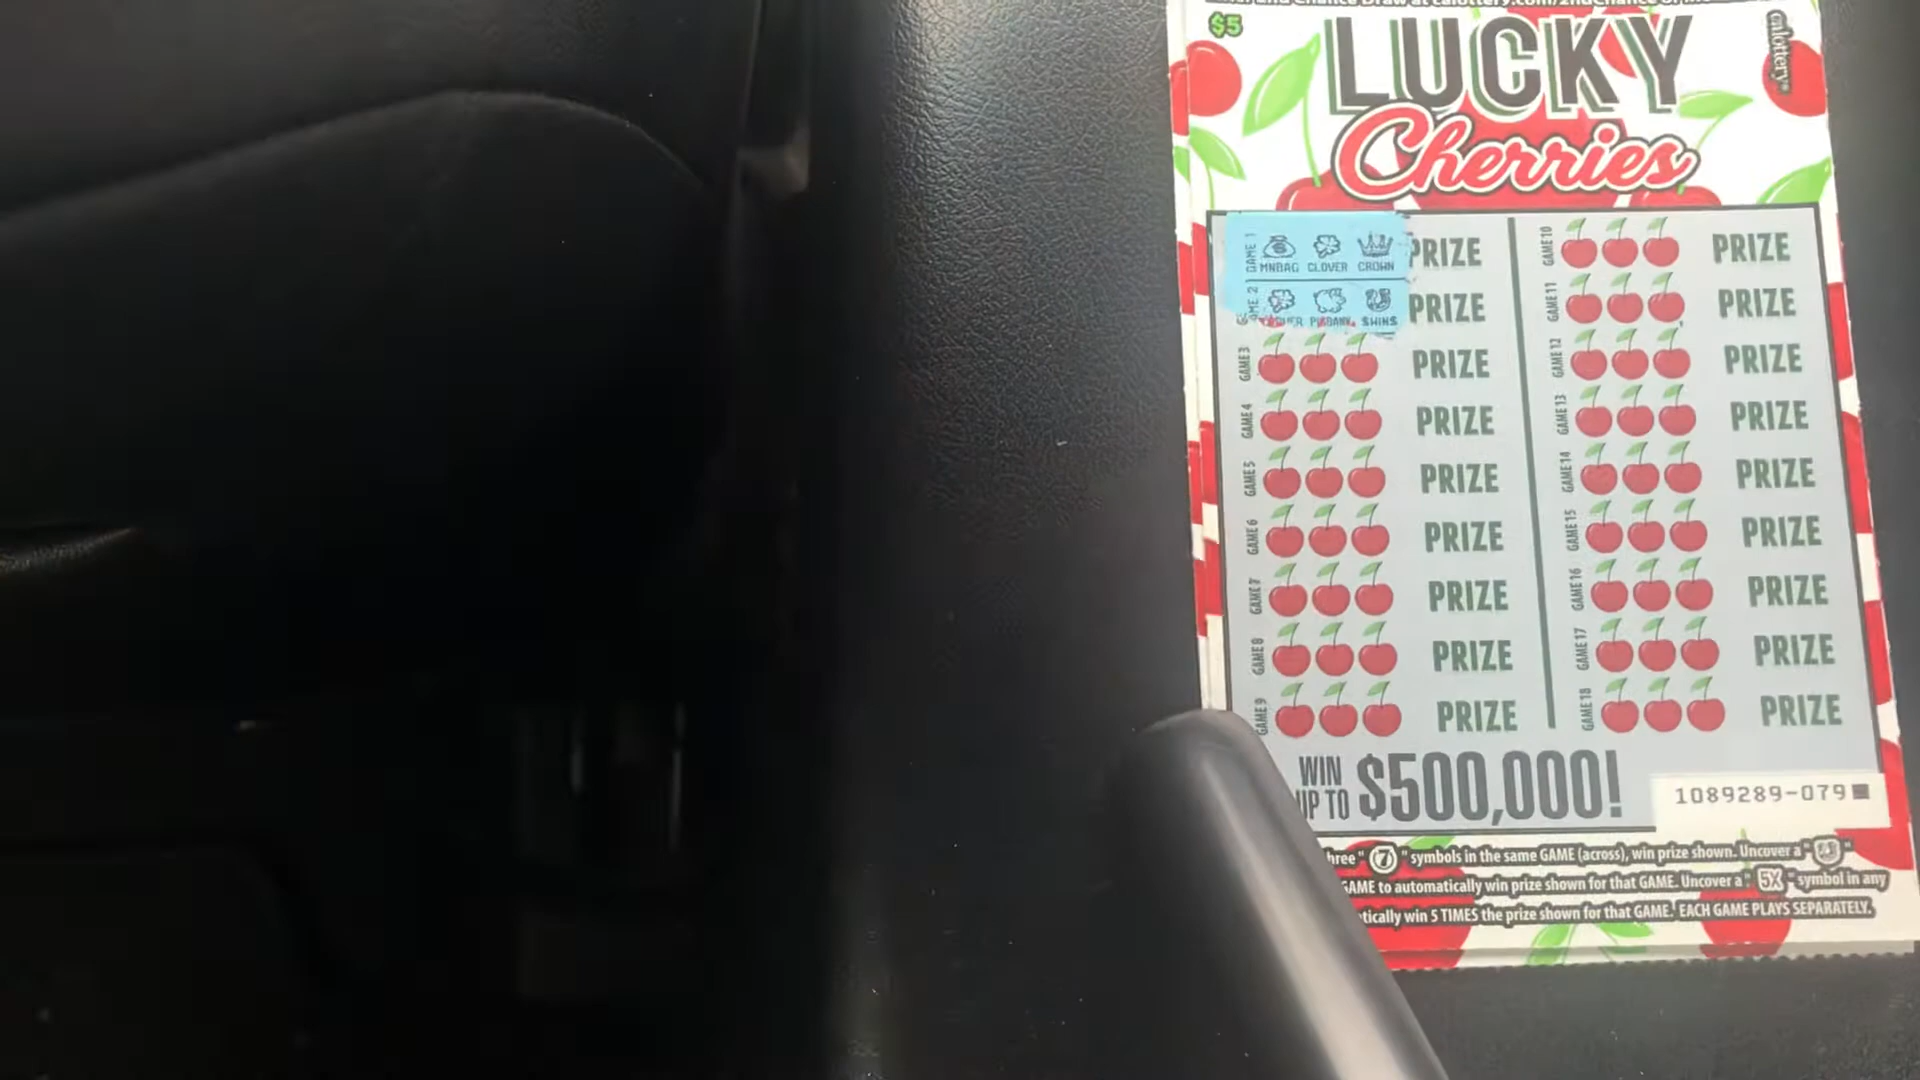 $5
calottery
LUCKY
Cherries
GAME 1 MNBAG CLOVER CROWN PRIZE
GAME 2 PIGBANK $WIN$ PRIZE
GAME 3 PRIZE
GAME 4 PRIZE
GAME 5 PRIZE
GAME 6 PRIZE
GAME 7 PRIZE
GAME 8 PRIZE
GAME 9 PRIZE
GAME 10 PRIZE
GAME 11 PRIZE
GAME 12 PRIZE
GAME 13 PRIZE
GAME 14 PRIZE
GAME 15 PRIZE
GAME 16 PRIZE
GAME 17 PRIZE
GAME 18 PRIZE
WIN UP TO $500,000!
1089289-079
"7" symbols in the same GAME (across), win prize shown. Uncover a "
GAME to automatically win prize shown for that GAME. Uncover a "5X" symbol in any
win 5 TIMES the prize shown for that GAME. EACH GAME PLAYS SEPARATELY.